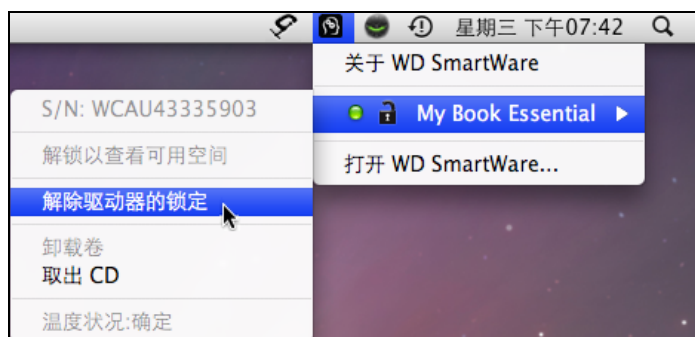 星期三 下午07:42
关于 WD SmartWare
My Book Essential
打开 WD SmartWare...
S/N: WCAU43335903
解锁以查看可用空间
解除驱动器的锁定
卸载卷
取出 CD
温度状况:确定